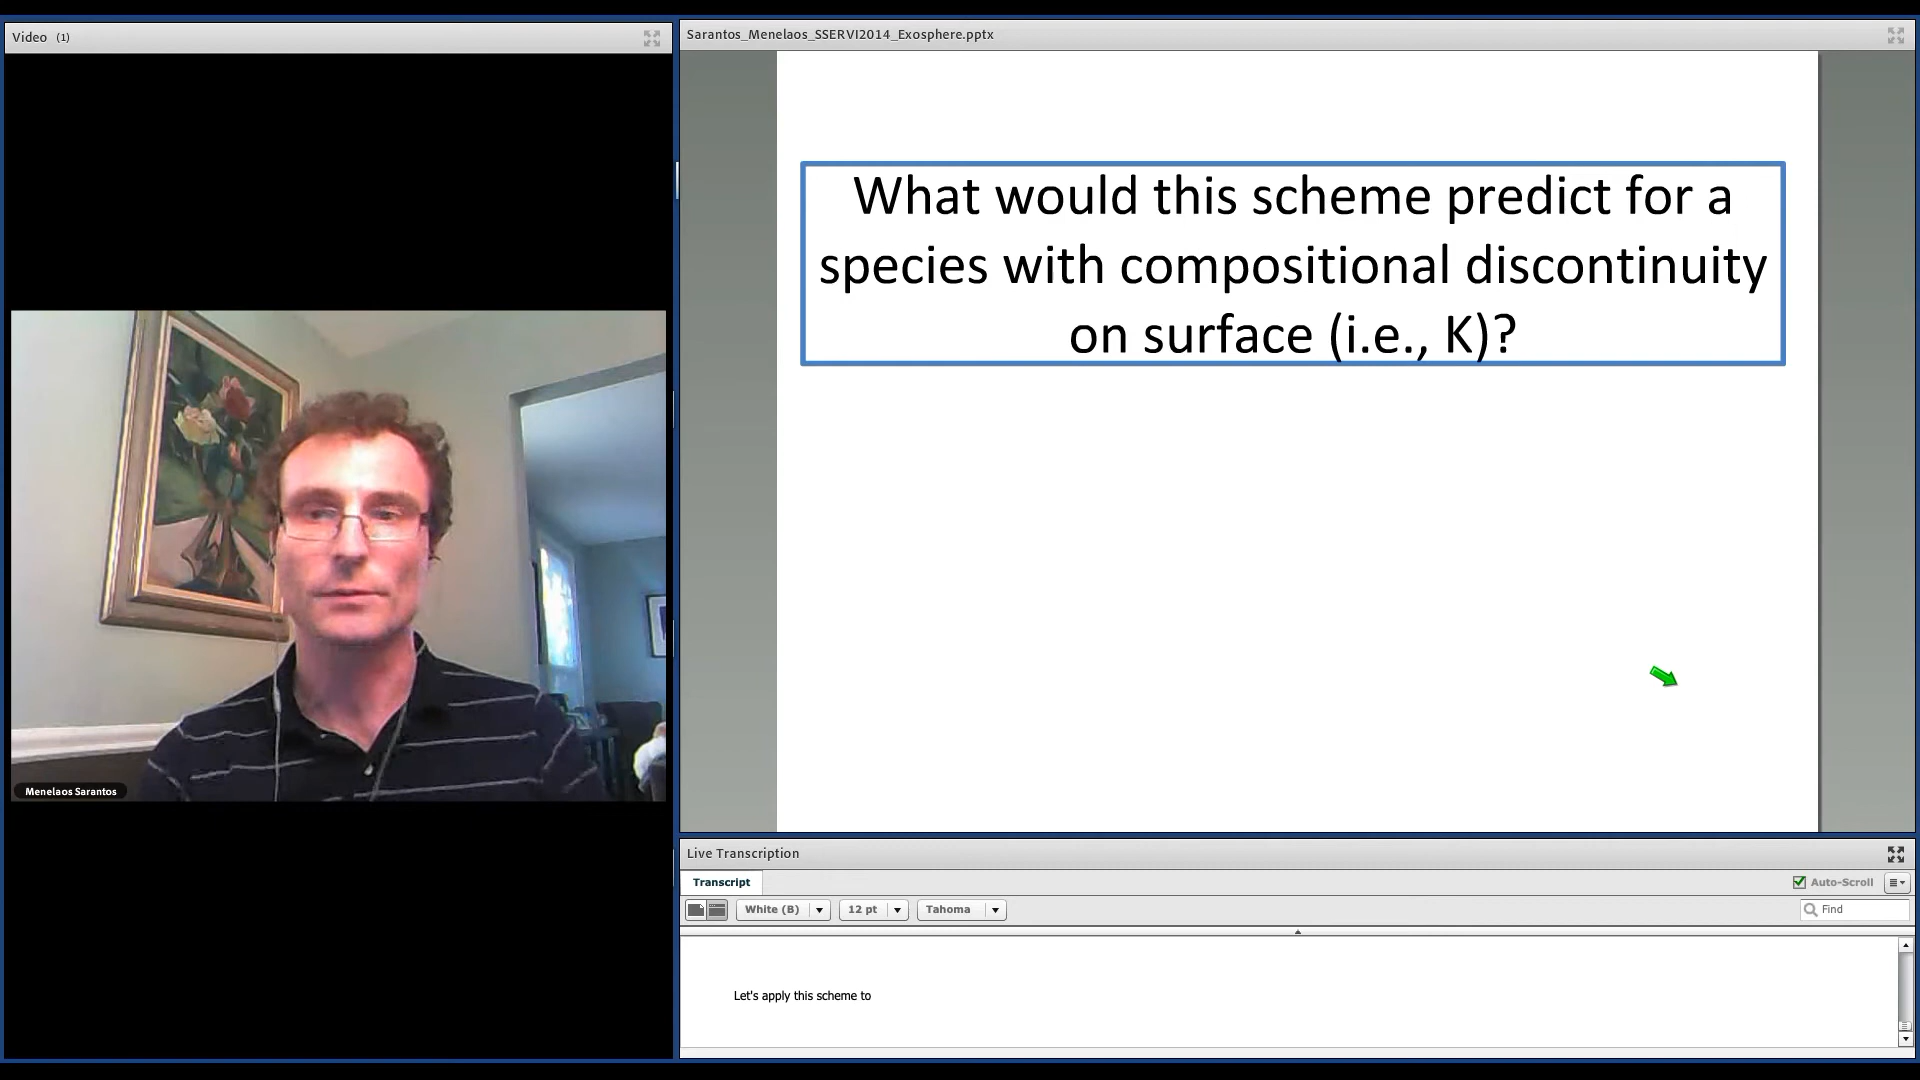 Video (1)
Menelaos Sarantos
Sarantos_Menelaos_SSERVI2014_Exosphere.pptx
What would this scheme predict for a
species with compositional discontinuity
on surface (i.e., K)?
Live Transcription
Transcript
Auto-Scroll
White (B)
12 pt
Tahoma
Find
Let's apply this scheme to